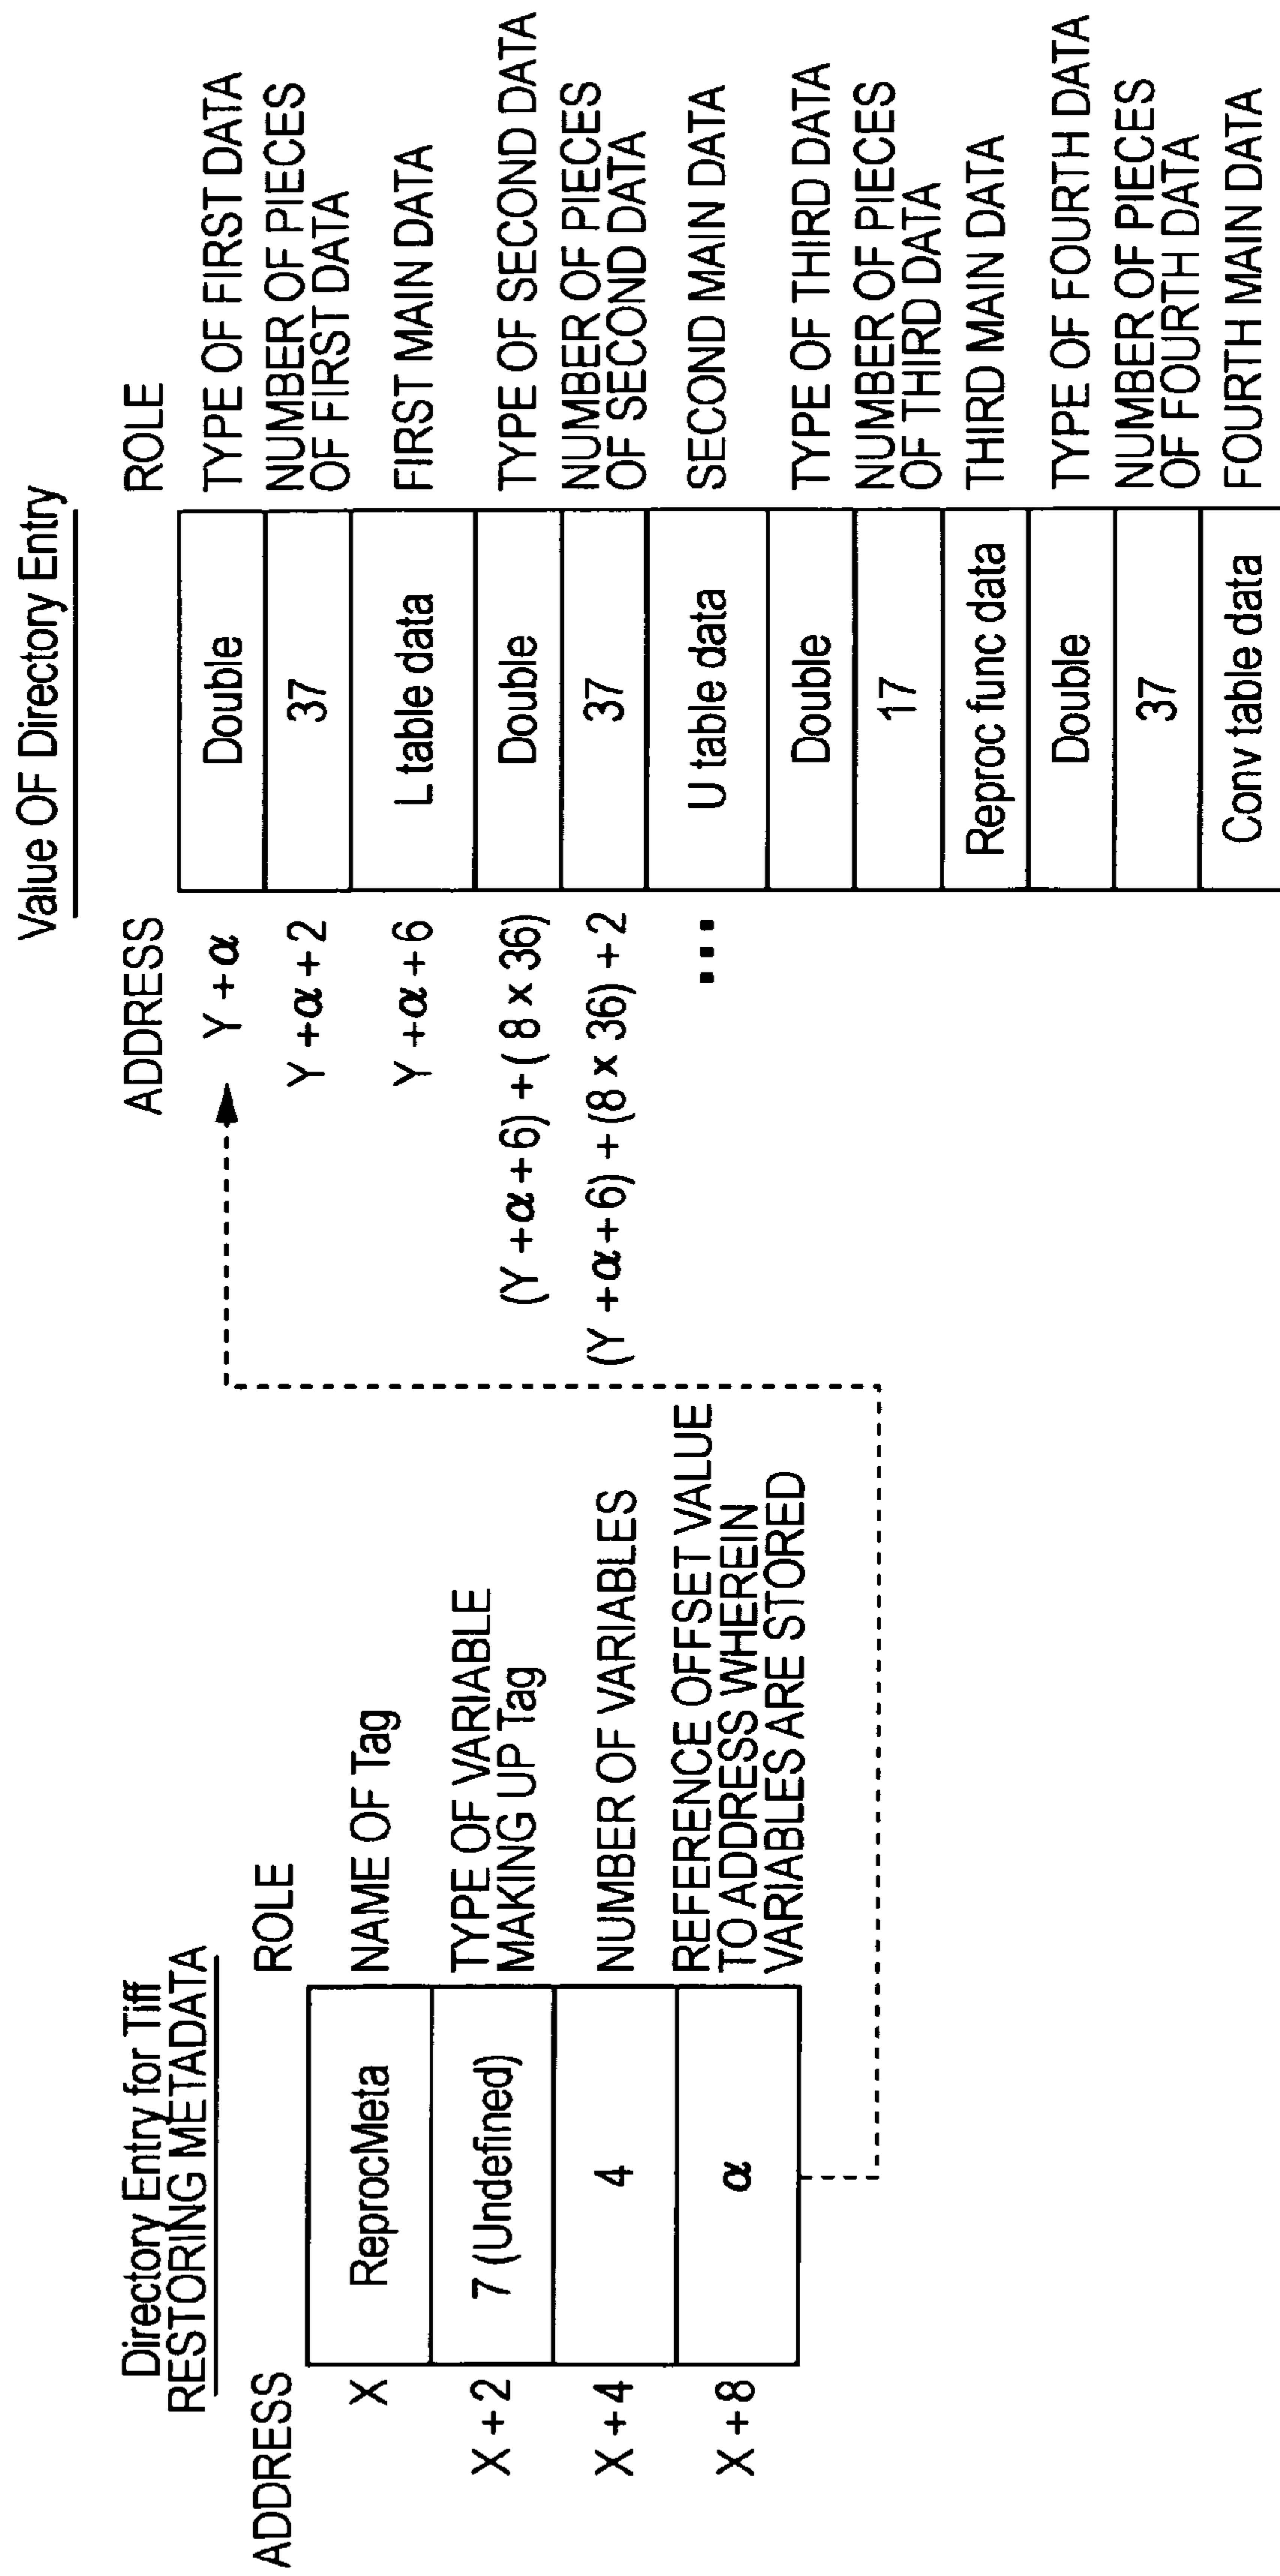 Directory Entry for Tiff
RESTORING METADATA
ADDRESS
ROLE
X
ReprocMeta
NAME OF Tag
X + 2
7 (Undefined)
TYPE OF VARIABLE
MAKING UP Tag
X + 4
4
NUMBER OF VARIABLES
X + 8
α
REFERENCE OFFSET VALUE
TO ADDRESS WHEREIN
VARIABLES ARE STORED
Value OF Directory Entry
ADDRESS
ROLE
Y + α
Double
TYPE OF FIRST DATA
Y + α + 2
37
NUMBER OF PIECES
OF FIRST DATA
Y + α + 6
L table data
FIRST MAIN DATA
(Y + α + 6) + ( 8 × 36)
Double
TYPE OF SECOND DATA
(Y + α + 6) + (8 × 36) + 2
37
NUMBER OF PIECES
OF SECOND DATA
...
U table data
SECOND MAIN DATA
Double
TYPE OF THIRD DATA
17
NUMBER OF PIECES
OF THIRD DATA
Reproc func data
THIRD MAIN DATA
Double
TYPE OF FOURTH DATA
37
NUMBER OF PIECES
OF FOURTH DATA
Conv table data
FOURTH MAIN DATA